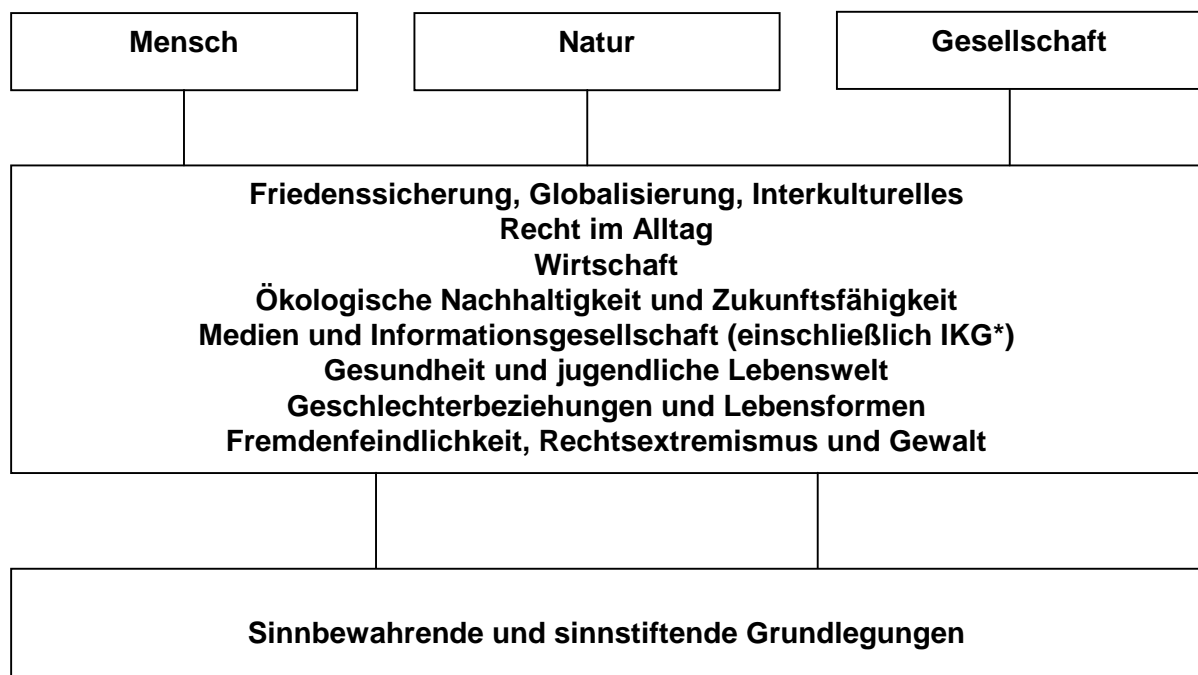 Mensch
Natur
Gesellschaft
Friedenssicherung, Globalisierung, Interkulturelles
Recht im Alltag
Wirtschaft
Ökologische Nachhaltigkeit und Zukunftsfähigkeit
Medien und Informationsgesellschaft (einschließlich IKG*)
Gesundheit und jugendliche Lebenswelt
Geschlechterbeziehungen und Lebensformen
Fremdenfeindlichkeit, Rechtsextremismus und Gewalt
Sinnbewahrende und sinnstiftende Grundlegungen